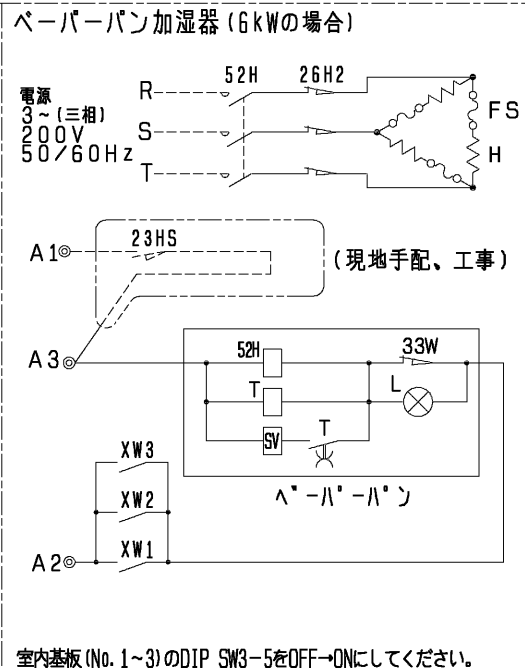 ベーパーパン加湿器(6kWの場合)
52H 26H2
電源
3~(三相)
200V
50/60Hz
R
S
T
FS
H
23HS
A1
(現地手配、工事)
A3
52H
33W
T
L
SV
T
ベーパーパン
XW3
XW2
XW1
A2
室内基板(No.1~3)のDIP SW3-5をOFF→ONにしてください。